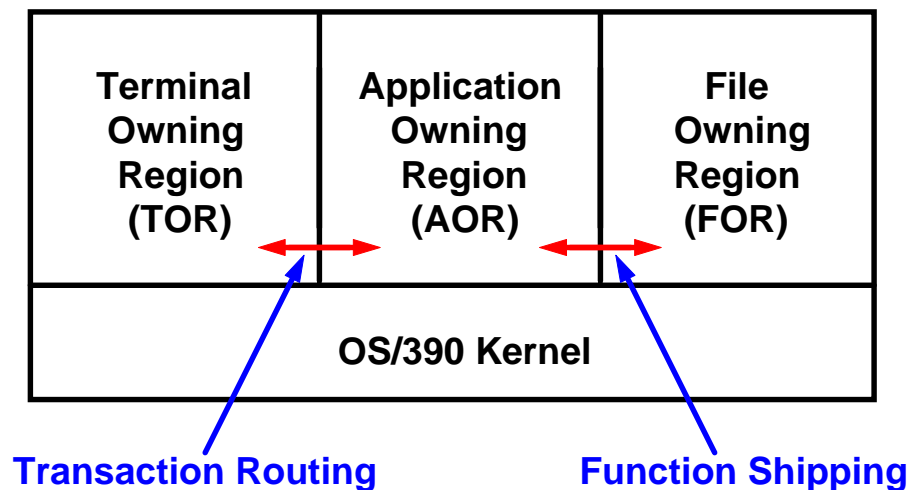 Terminal
Owning
Region
(TOR)
Application
Owning
Region
(AOR)
File
Owning
Region
(FOR)
OS/390 Kernel
Transaction Routing
Function Shipping